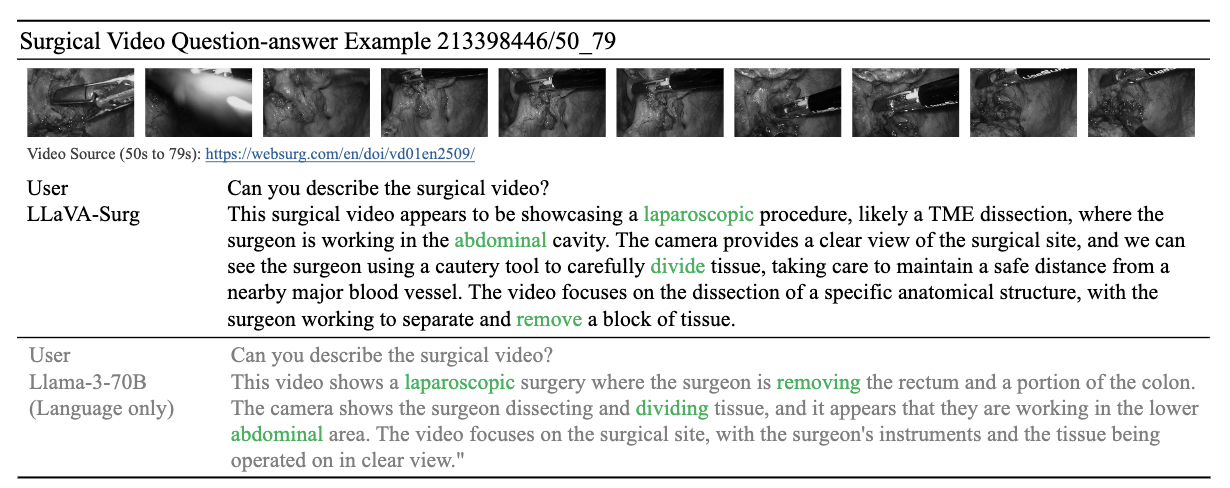 Surgical Video Question-answer Example 213398446/50_79
Video Source (50s to 79s): https://websurg.com/en/doi/vd01en2509/
User Can you describe the surgical video?
LLaVA-Surg This surgical video appears to be showcasing a laparoscopic procedure, likely a TME dissection, where the
surgeon is working in the abdominal cavity. The camera provides a clear view of the surgical site, and we can
see the surgeon using a cautery tool to carefully divide tissue, taking care to maintain a safe distance from a
nearby major blood vessel. The video focuses on the dissection of a specific anatomical structure, with the
surgeon working to separate and remove a block of tissue.
User Can you describe the surgical video?
Llama-3-70B This video shows a laparoscopic surgery where the surgeon is removing the rectum and a portion of the colon.
(Language only) The camera shows the surgeon dissecting and dividing tissue, and it appears that they are working in the lower
abdominal area. The video focuses on the surgical site, with the surgeon's instruments and the tissue being
operated on in clear view."